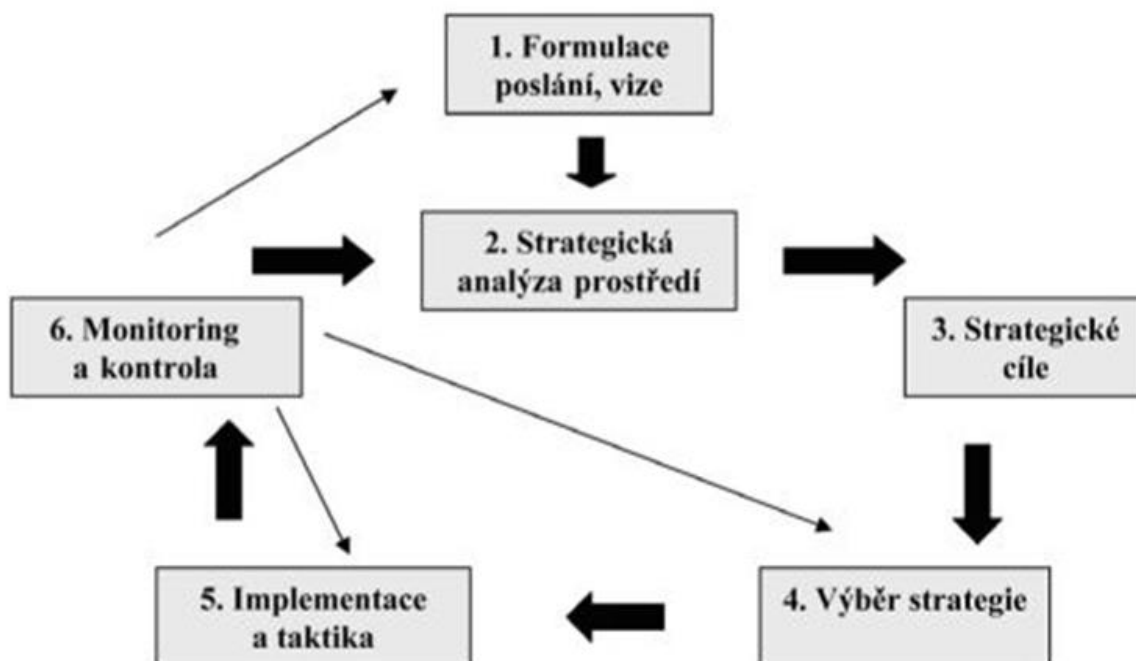 1. Formulace
poslání, vize
2. Strategická
analýza prostředí
3. Strategické
cíle
4. Výběr strategie
5. Implementace
a taktika
6. Monitoring
a kontrola